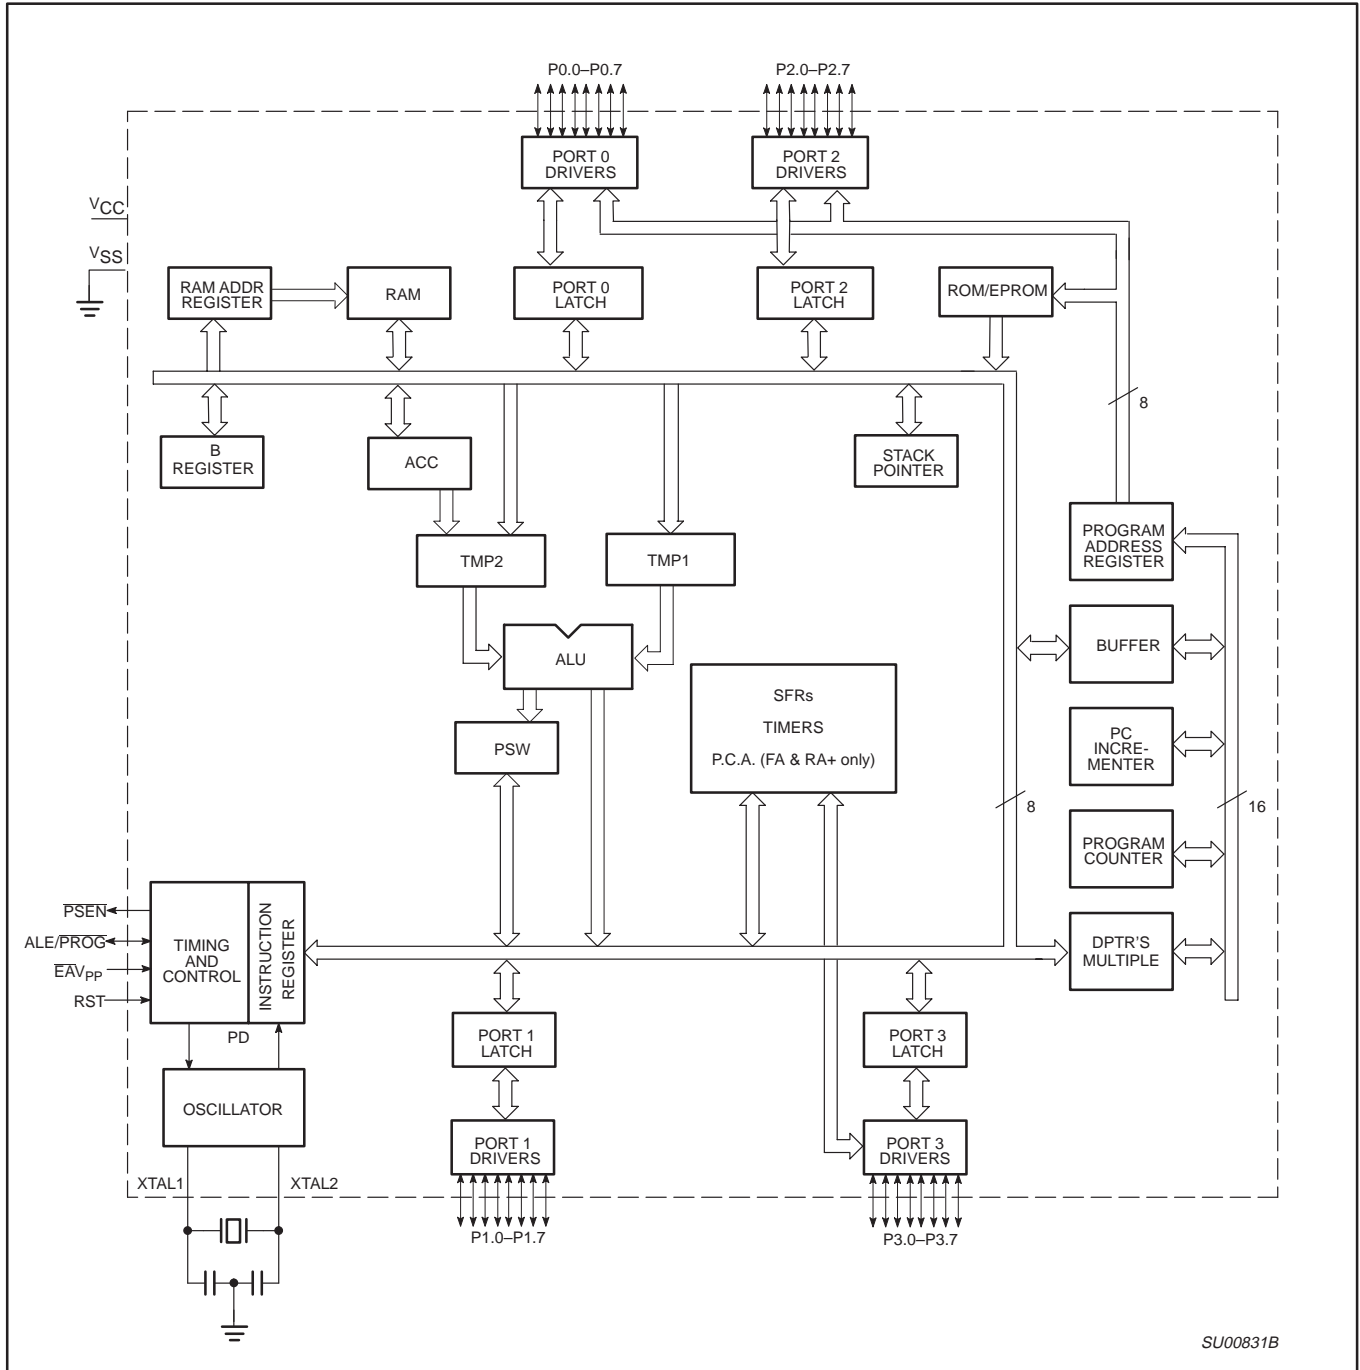 P0.0–P0.7
P2.0–P2.7
PORT 0
DRIVERS
PORT 2
DRIVERS
VCC
VSS
RAM ADDR
REGISTER
RAM
PORT 0
LATCH
PORT 2
LATCH
ROM/EPROM
8
B
REGISTER
ACC
STACK
POINTER
TMP2
TMP1
PROGRAM
ADDRESS
REGISTER
ALU
BUFFER
SFRs
TIMERS
P.C.A. (FA & RA+ only)
PSW
PC
INCRE-
MENTER
8
16
PROGRAM
COUNTER
PSEN
ALE/PROG
EAVPP
RST
TIMING
AND
CONTROL
INSTRUCTION
REGISTER
DPTR'S
MULTIPLE
PD
PORT 1
LATCH
PORT 3
LATCH
OSCILLATOR
PORT 1
DRIVERS
PORT 3
DRIVERS
XTAL1
XTAL2
P1.0–P1.7
P3.0–P3.7
SU00831B